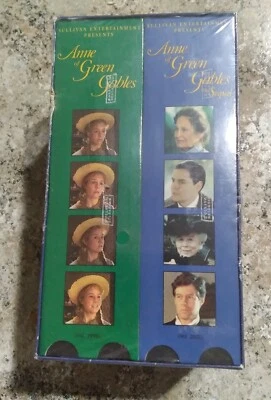 SULLIVAN ENTERTAINMENT
PRESENTS
Anne
of Green
Gables
SULLIVAN ENTERTAINMENT
PRESENTS
Anne
of Green
Gables
The Sequel